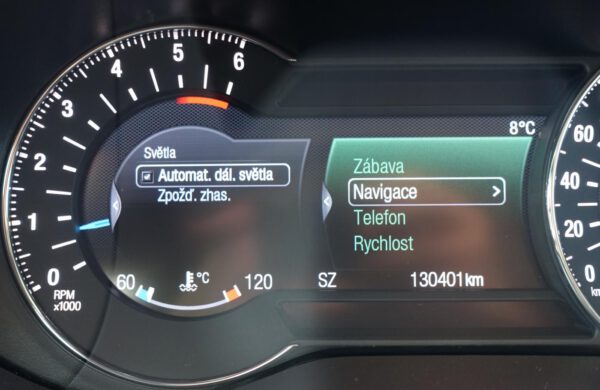 6
5
4
3
2
1
0
RPM
x1000
Světla
Automat. dál. světla
Zpožď. zhas.
60
°C
120
8°C
Zábava
Navigace >
Telefon
Rychlost
SZ
130401km
60
40
20
0